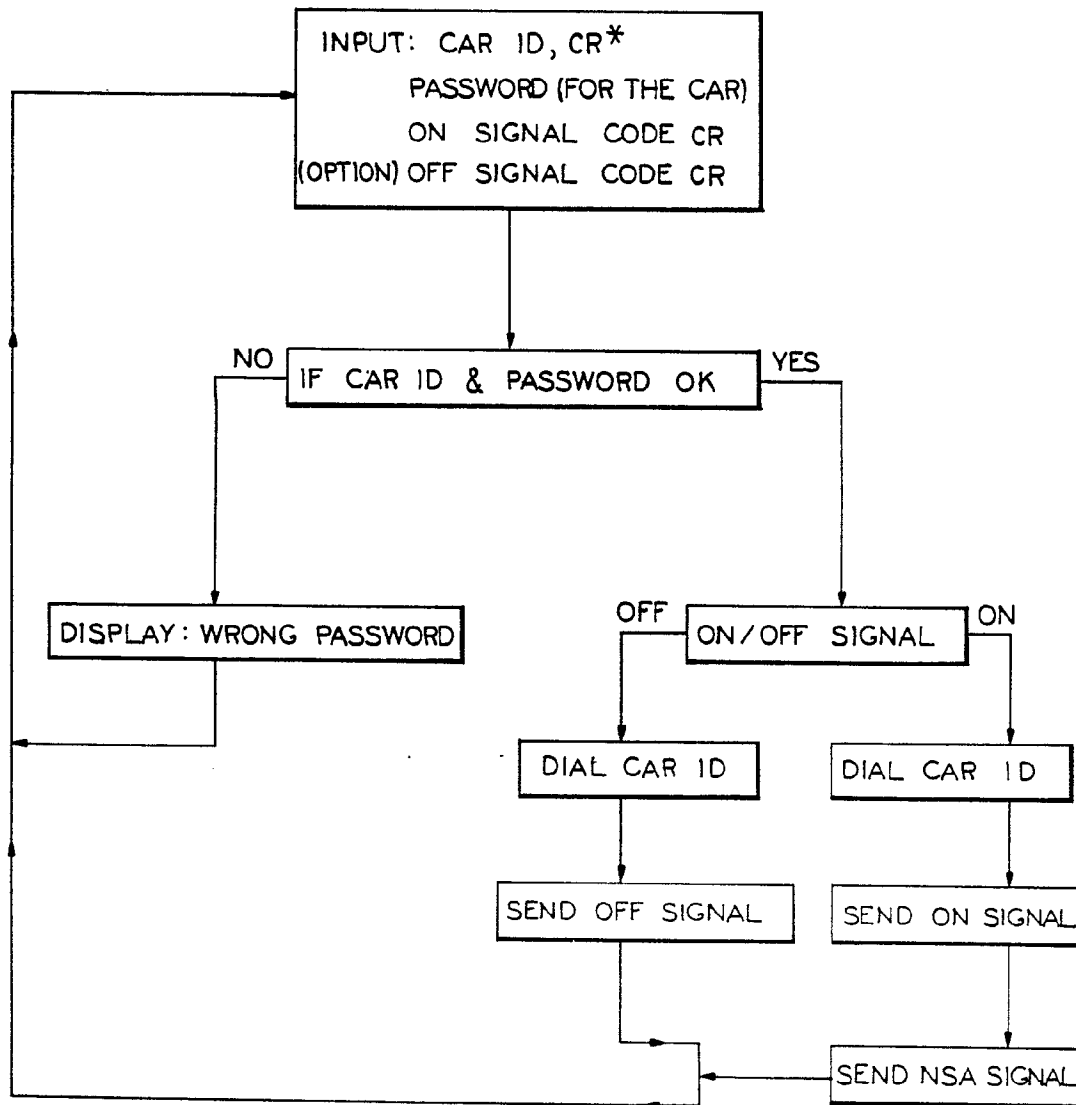 INPUT: CAR ID, CR*
PASSWORD (FOR THE CAR)
ON SIGNAL CODE CR
(OPTION) OFF SIGNAL CODE CR
NO
IF CAR ID & PASSWORD OK
YES
DISPLAY: WRONG PASSWORD
OFF
ON/OFF SIGNAL
ON
DIAL CAR ID
DIAL CAR ID
SEND OFF SIGNAL
SEND ON SIGNAL
SEND NSA SIGNAL